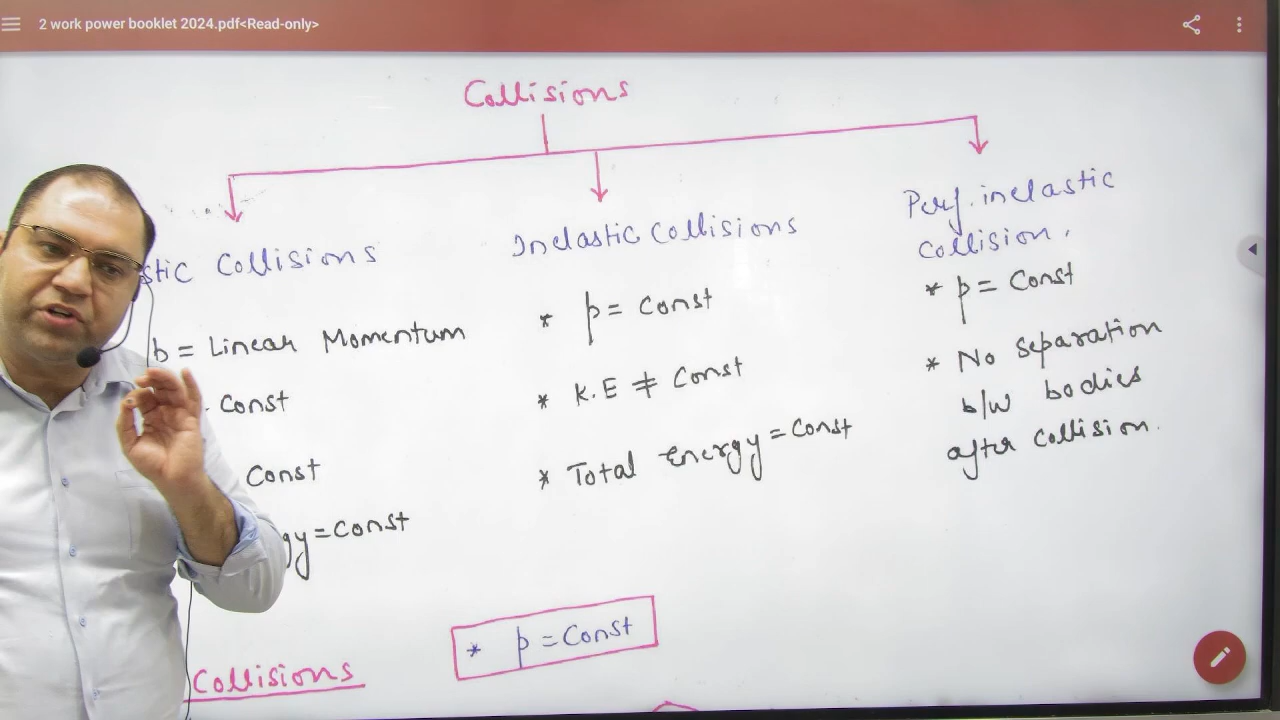 2 work power booklet 2024.pdf<Read-only>
Collisions
stic Collisions
p = Linear Momentum
Const
Const
gy = Const
Inelastic Collisions
* p = Const
* K.E ≠ Const
* Total Energy = Const
Perf. inelastic
Collision.
* p = Const
* No separation
b/w bodies
after collision.
* p = Const
Collisions